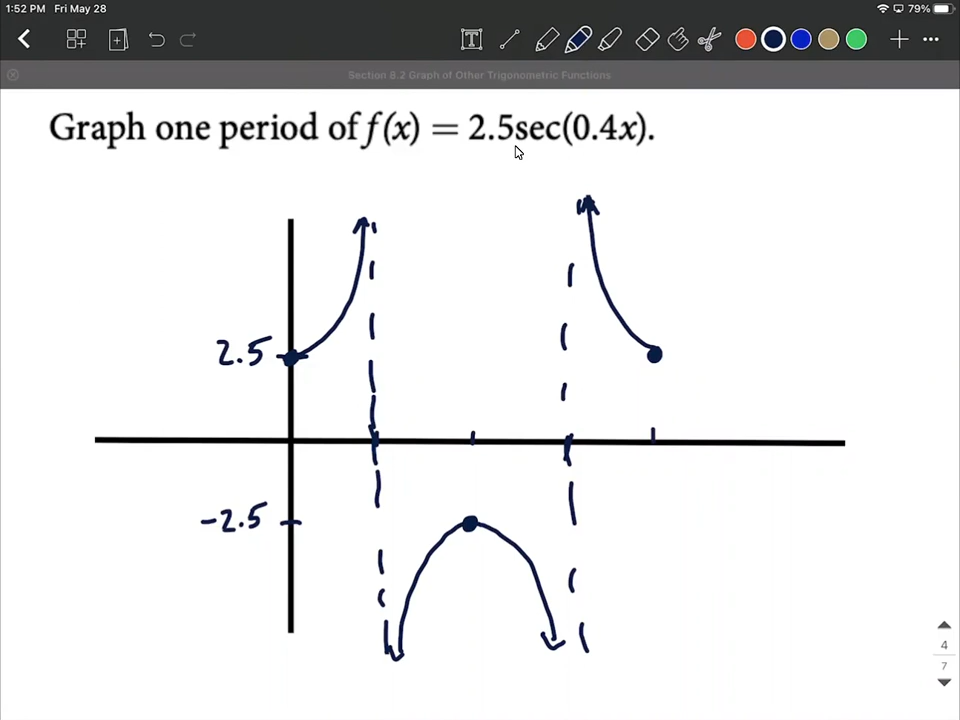 1:52 PM Fri May 28
79%
Section 8.2 Graph of Other Trigonometric Functions
Graph one period of f(x) = 2.5sec(0.4x).
2.5
-2.5
4
7